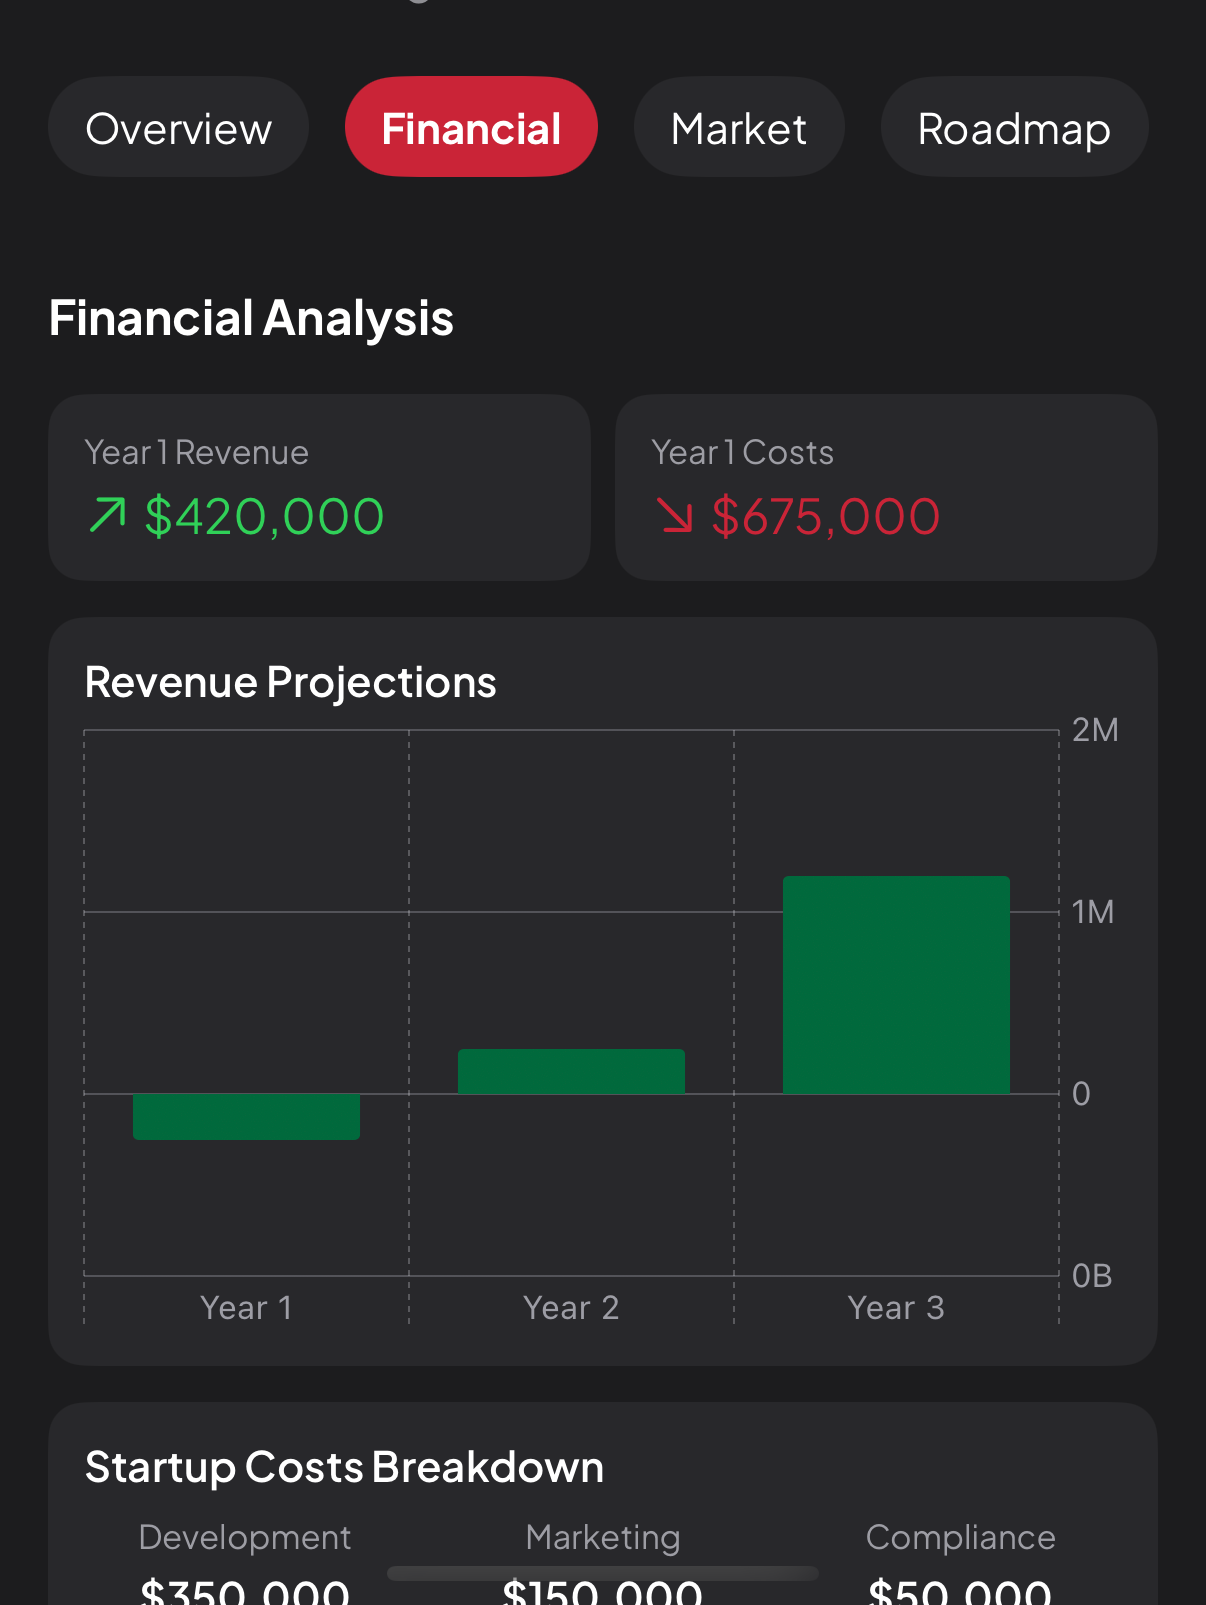 Overview Financial Market Roadmap
Financial Analysis
Year 1 Revenue
$420,000
Year 1 Costs
$675,000
Revenue Projections
2M
1M
0
0B
Year 1 Year 2 Year 3
Startup Costs Breakdown
Development Marketing Compliance
$350,000 $150,000 $50,000